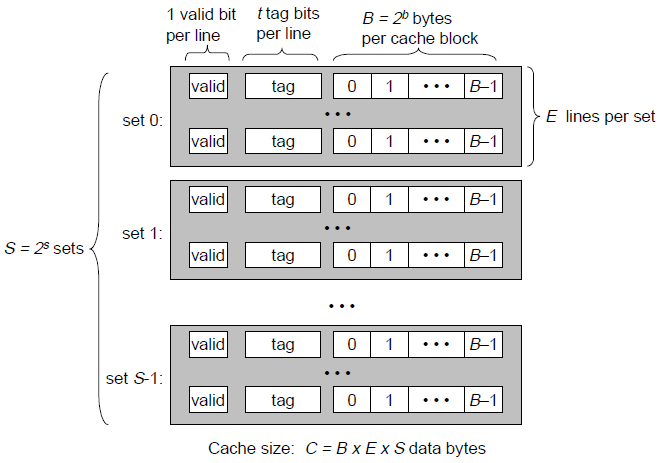 1 valid bit per line
t tag bits per line
B = 2^b bytes per cache block
valid tag 0 1 • • • B–1
• • •
set 0:
valid tag 0 1 • • • B–1
E lines per set
valid tag 0 1 • • • B–1
• • •
set 1:
valid tag 0 1 • • • B–1
S = 2^s sets
• • •
valid tag 0 1 • • • B–1
• • •
set S-1:
valid tag 0 1 • • • B–1
Cache size: C = B x E x S data bytes